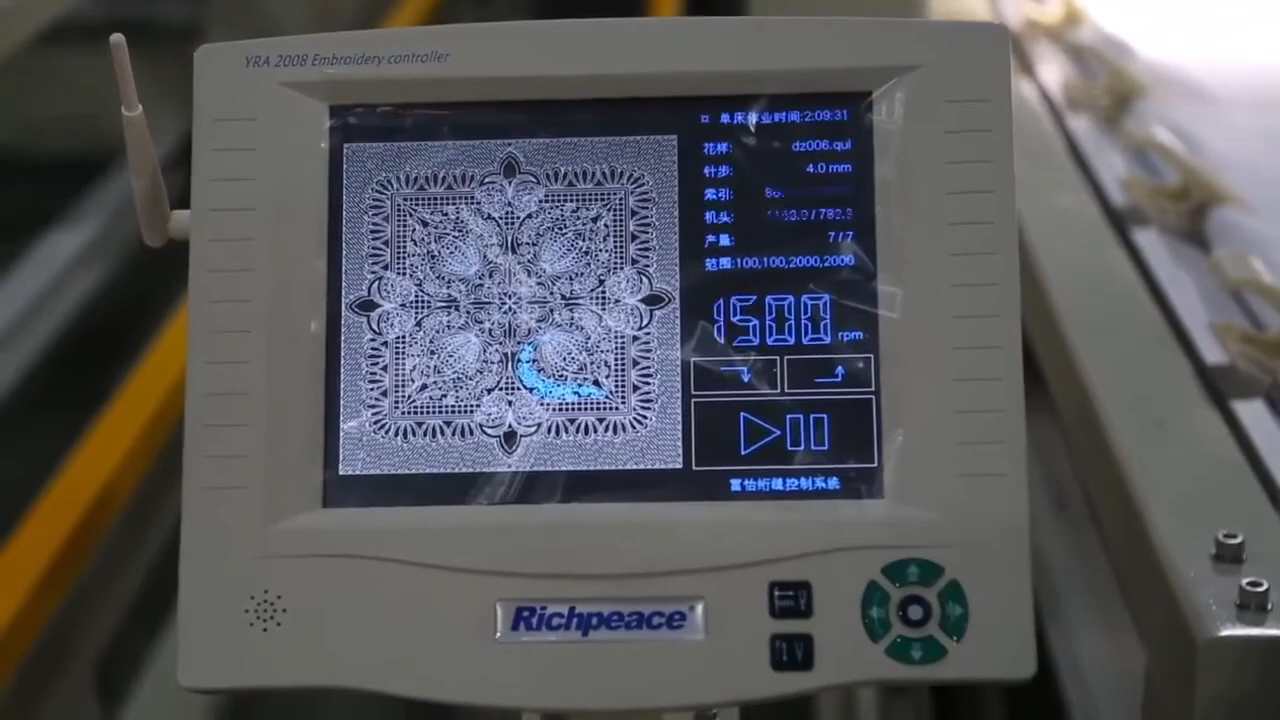 YRA 2008 Embroidery controller
单床作业时间:2:09:31
花样: dz006.qui
针步: 4.0 mm
索引:
机头:
产量: 7/7
范围:100,100,2000,2000
1500 rpm
富怡绗缝控制系统
Richpeace